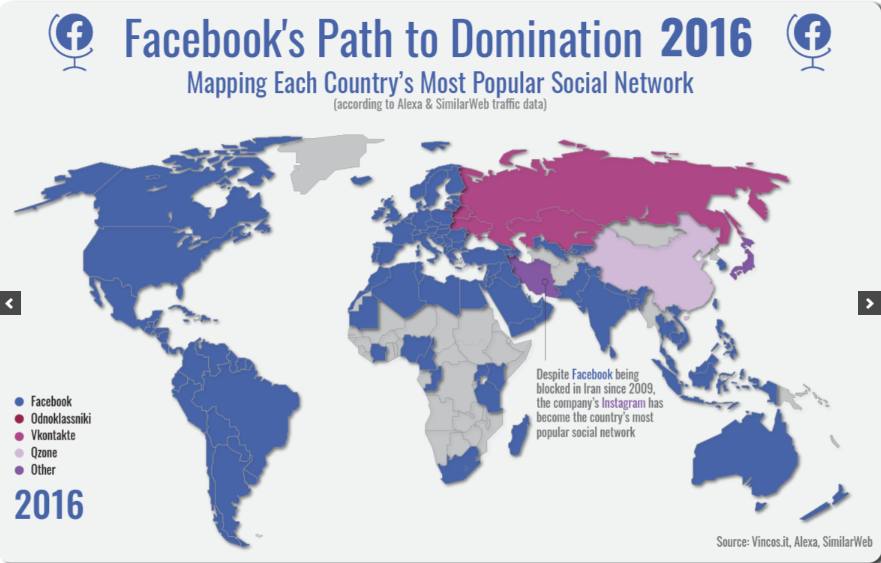 Facebook's Path to Domination 2016
Mapping Each Country's Most Popular Social Network
(according to Alexa & SimilarWeb traffic data)
Despite Facebook being
blocked in Iran since 2009,
the company's Instagram has
become the country's most
popular social network
Facebook
Odnoklassniki
Vkontakte
Qzone
Other
2016
Source: Vincos.it, Alexa, SimilarWeb